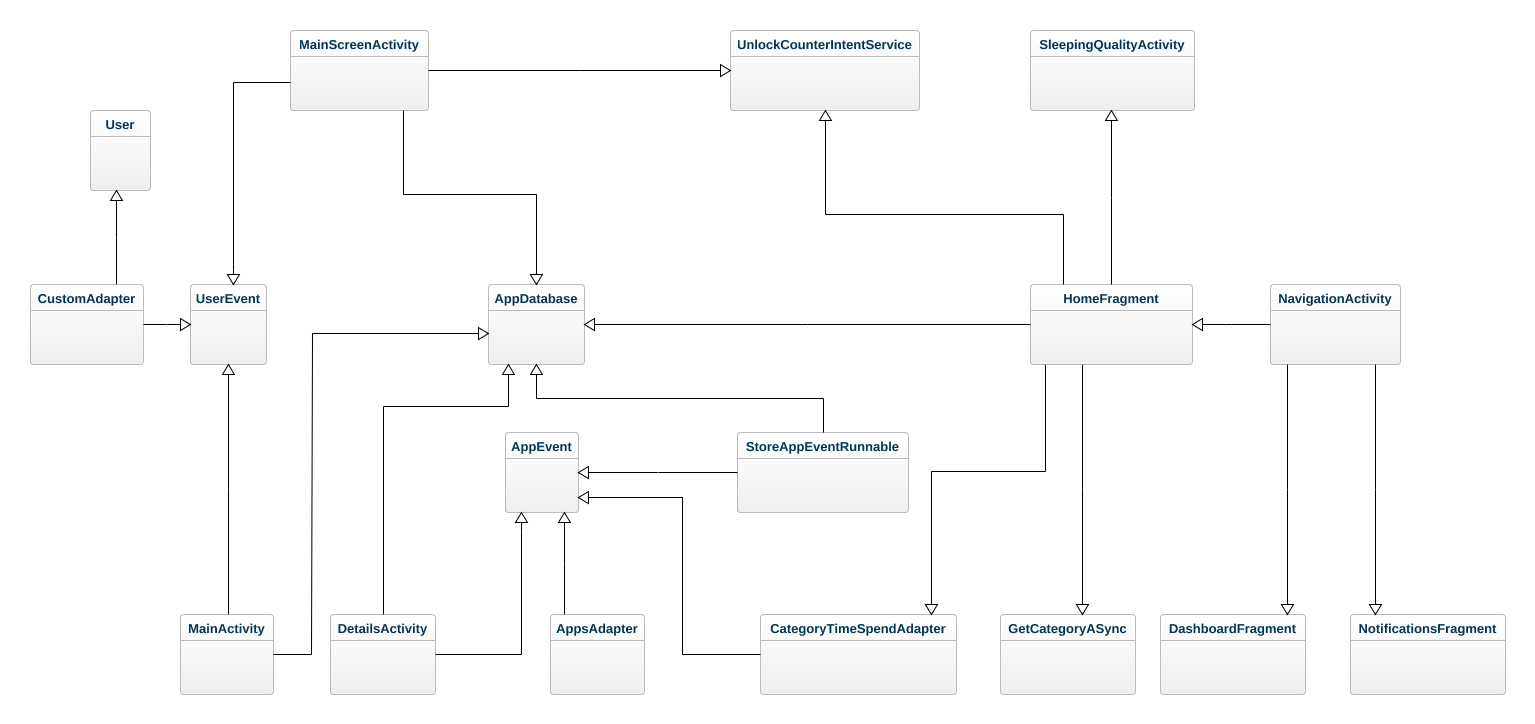 MainScreenActivity
UnlockCounterIntentService
SleepingQualityActivity
User
CustomAdapter
UserEvent
AppDatabase
HomeFragment
NavigationActivity
AppEvent
StoreAppEventRunnable
MainActivity
DetailsActivity
AppsAdapter
CategoryTimeSpendAdapter
GetCategoryASync
DashboardFragment
NotificationsFragment